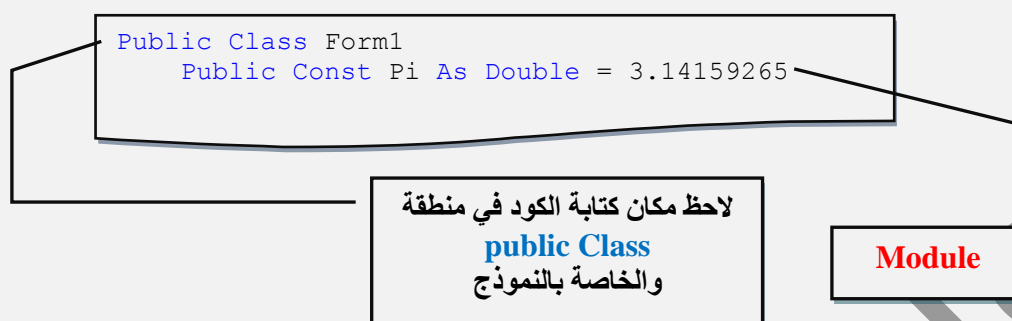 Public Class Form1
Public Const Pi As Double = 3.14159265
لاحظ مكان كتابة الكود في منطقة
public Class
والخاصة بالنموذج
Module